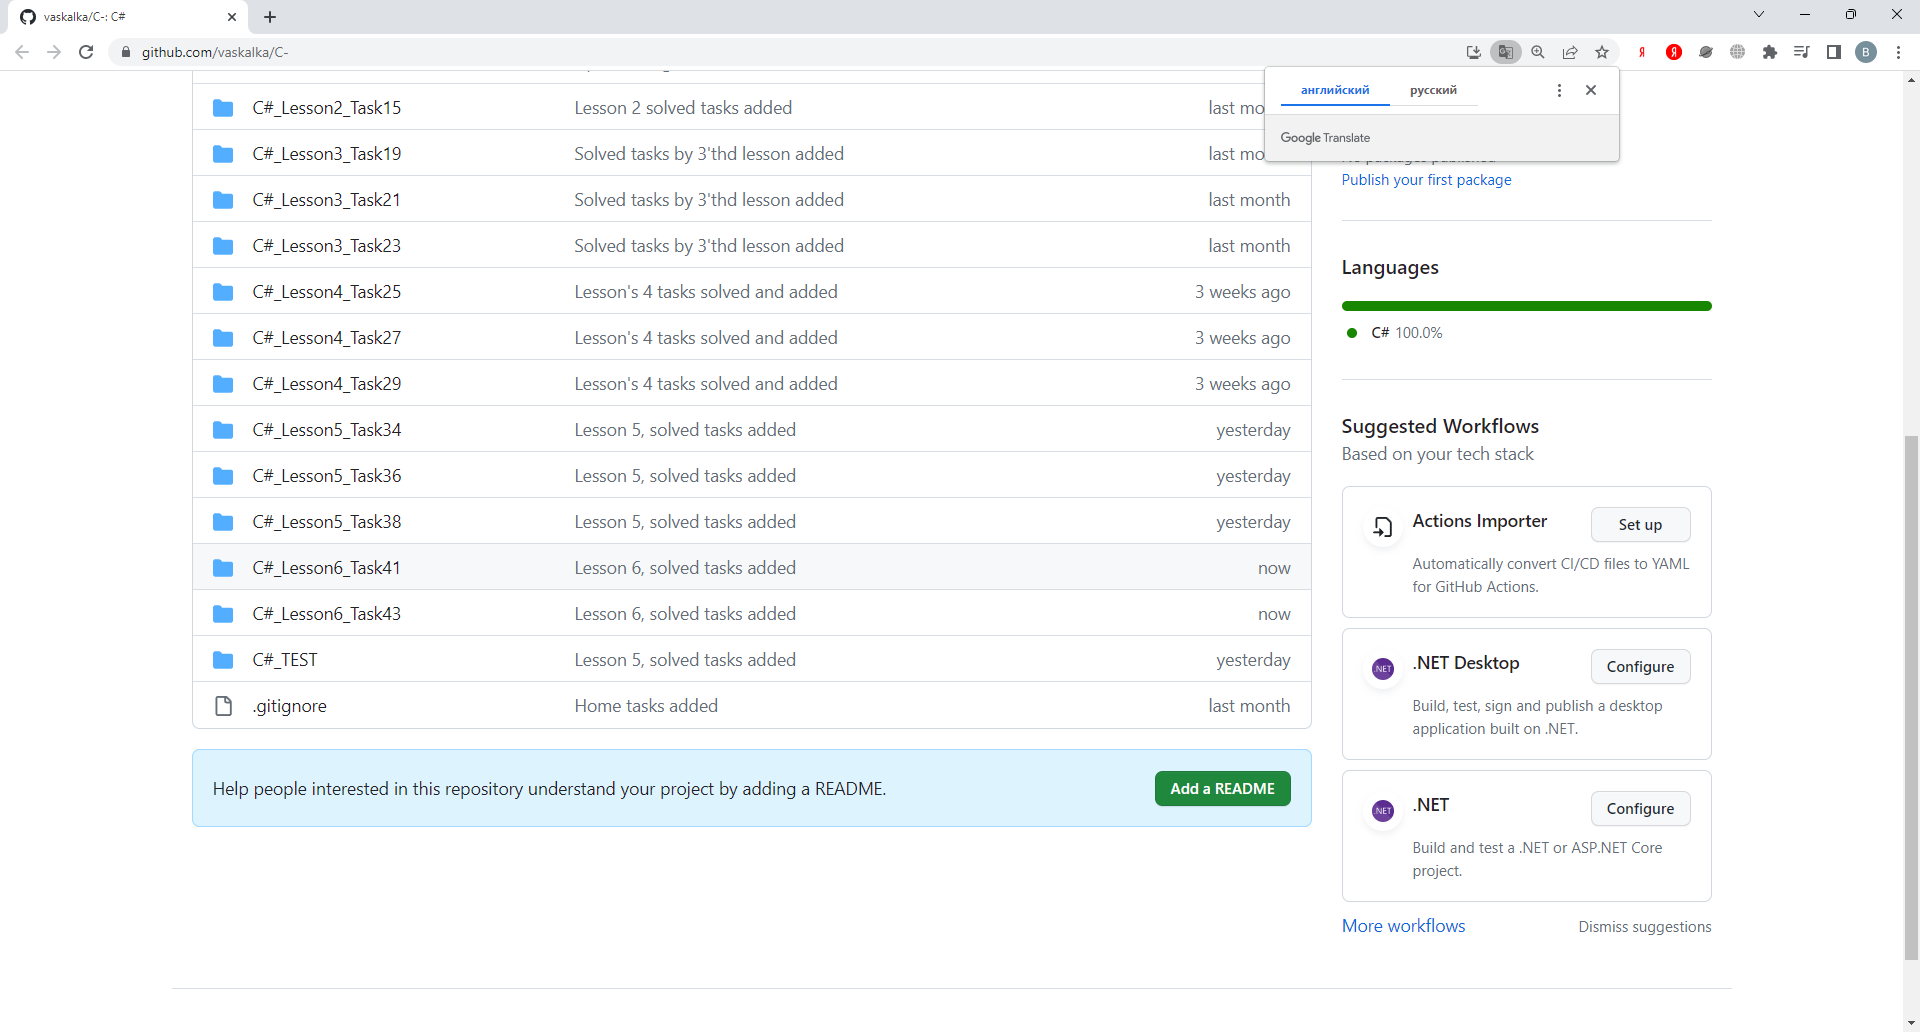 vaskalka/C-: C#
github.com/vaskalka/C-
английский русский
Google Translate
C#_Lesson2_Task15 Lesson 2 solved tasks added last mo
C#_Lesson3_Task19 Solved tasks by 3'thd lesson added last mo
C#_Lesson3_Task21 Solved tasks by 3'thd lesson added last month
C#_Lesson3_Task23 Solved tasks by 3'thd lesson added last month
C#_Lesson4_Task25 Lesson's 4 tasks solved and added 3 weeks ago
C#_Lesson4_Task27 Lesson's 4 tasks solved and added 3 weeks ago
C#_Lesson4_Task29 Lesson's 4 tasks solved and added 3 weeks ago
C#_Lesson5_Task34 Lesson 5, solved tasks added yesterday
C#_Lesson5_Task36 Lesson 5, solved tasks added yesterday
C#_Lesson5_Task38 Lesson 5, solved tasks added yesterday
C#_Lesson6_Task41 Lesson 6, solved tasks added now
C#_Lesson6_Task43 Lesson 6, solved tasks added now
C#_TEST Lesson 5, solved tasks added yesterday
.gitignore Home tasks added last month
Help people interested in this repository understand your project by adding a README.
Add a README
Publish your first package
Languages
C# 100.0%
Suggested Workflows
Based on your tech stack
Actions Importer
Set up
Automatically convert CI/CD files to YAML
for GitHub Actions.
.NET
.NET Desktop
Configure
Build, test, sign and publish a desktop
application built on .NET.
.NET
.NET
Configure
Build and test a .NET or ASP.NET Core
project.
More workflows
Dismiss suggestions
Я
Я
B